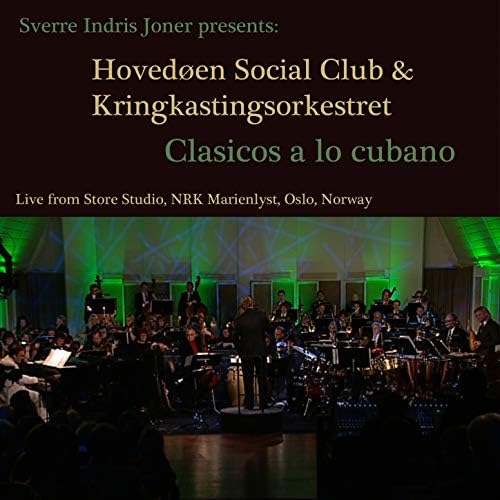 Sverre Indris Joner presents:
Hovedøen Social Club &
Kringkastingsorkestret
Clasicos a lo cubano
Live from Store Studio, NRK Marienlyst, Oslo, Norway